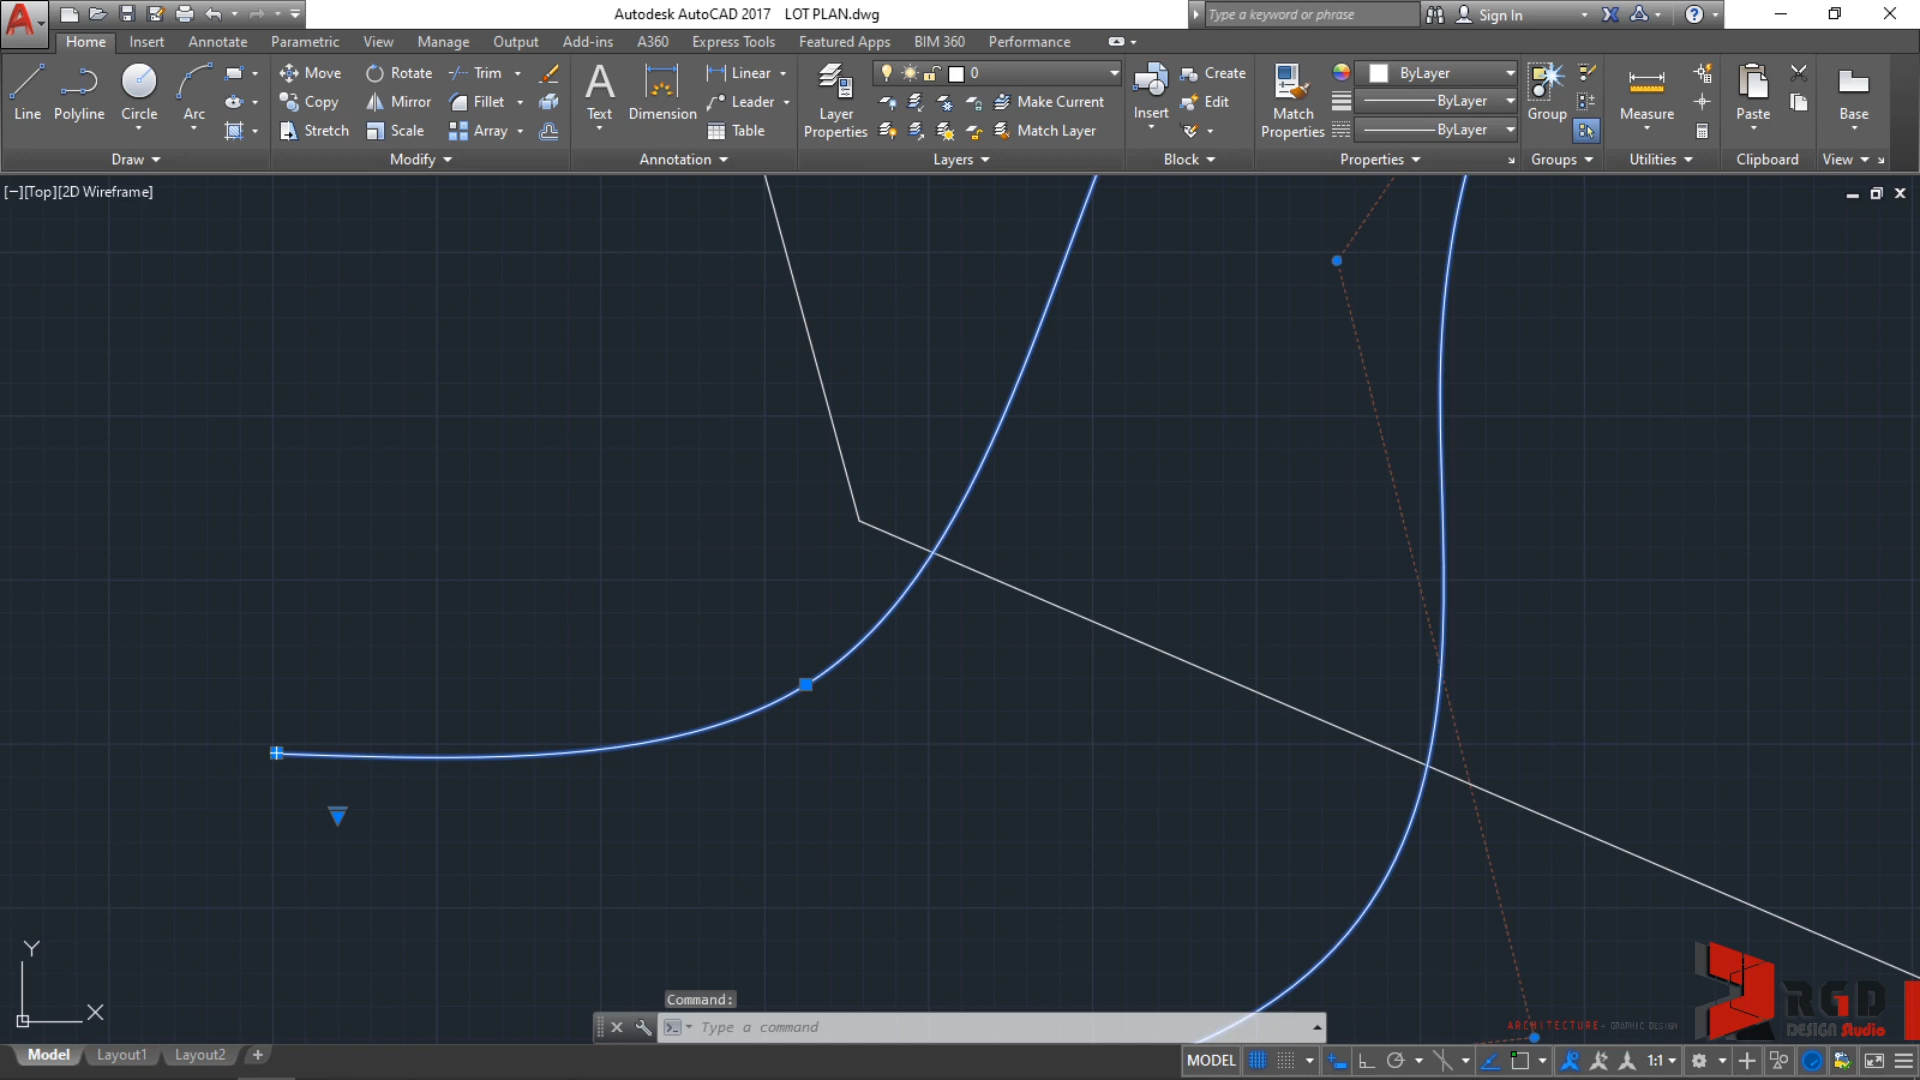 Autodesk AutoCAD 2017 LOT PLAN.dwg
Type a keyword or phrase
Sign In
Home Insert Annotate Parametric View Manage Output Add-ins A360 Express Tools Featured Apps BIM 360 Performance
Line
Polyline
Circle
Arc
Draw
Move
Rotate
Trim
Copy
Mirror
Fillet
Stretch
Scale
Array
Modify
Text
Dimension
Linear
Leader
Table
Annotation
Layer
Properties
0
Make Current
Match Layer
Layers
Insert
Create
Edit
Block
Match
Properties
ByLayer
ByLayer
ByLayer
Properties
Group
Groups
Measure
Utilities
Paste
Clipboard
Base
View
[−][Top][2D Wireframe]
Y
X
Command:
Type a command
RGD
DESIGN Studio
ARCHITECTURE + GRAPHIC DESIGN
Model Layout1 Layout2 +
MODEL
1:1